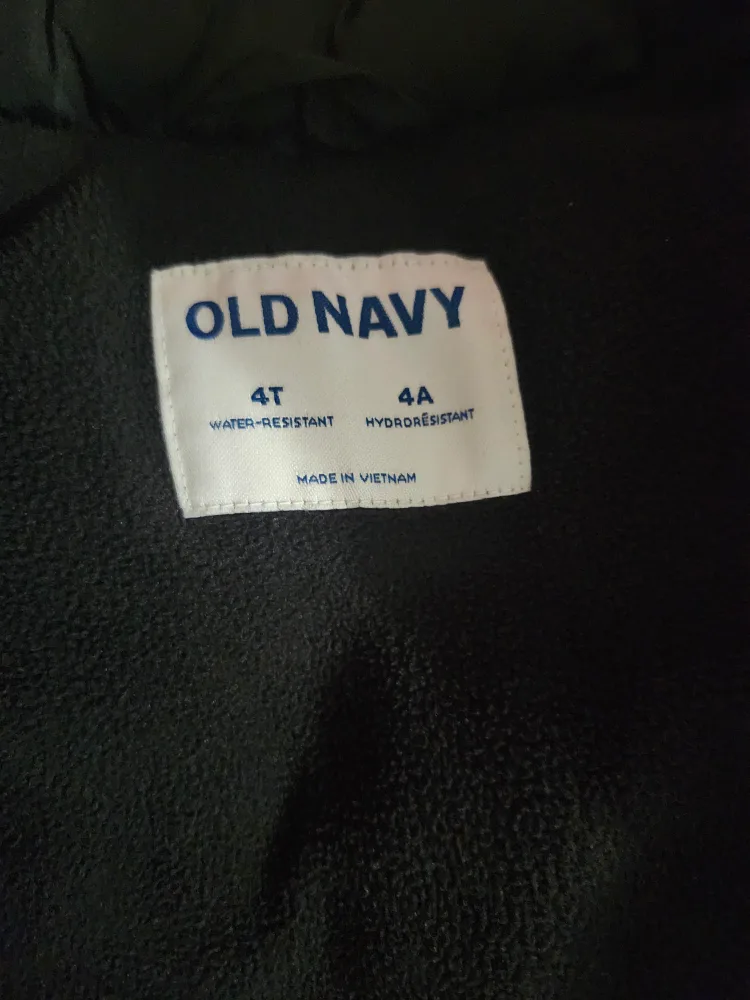 OLD NAVY
4T 4A
WATER-RESISTANT HYDRORÉSISTANT
MADE IN VIETNAM